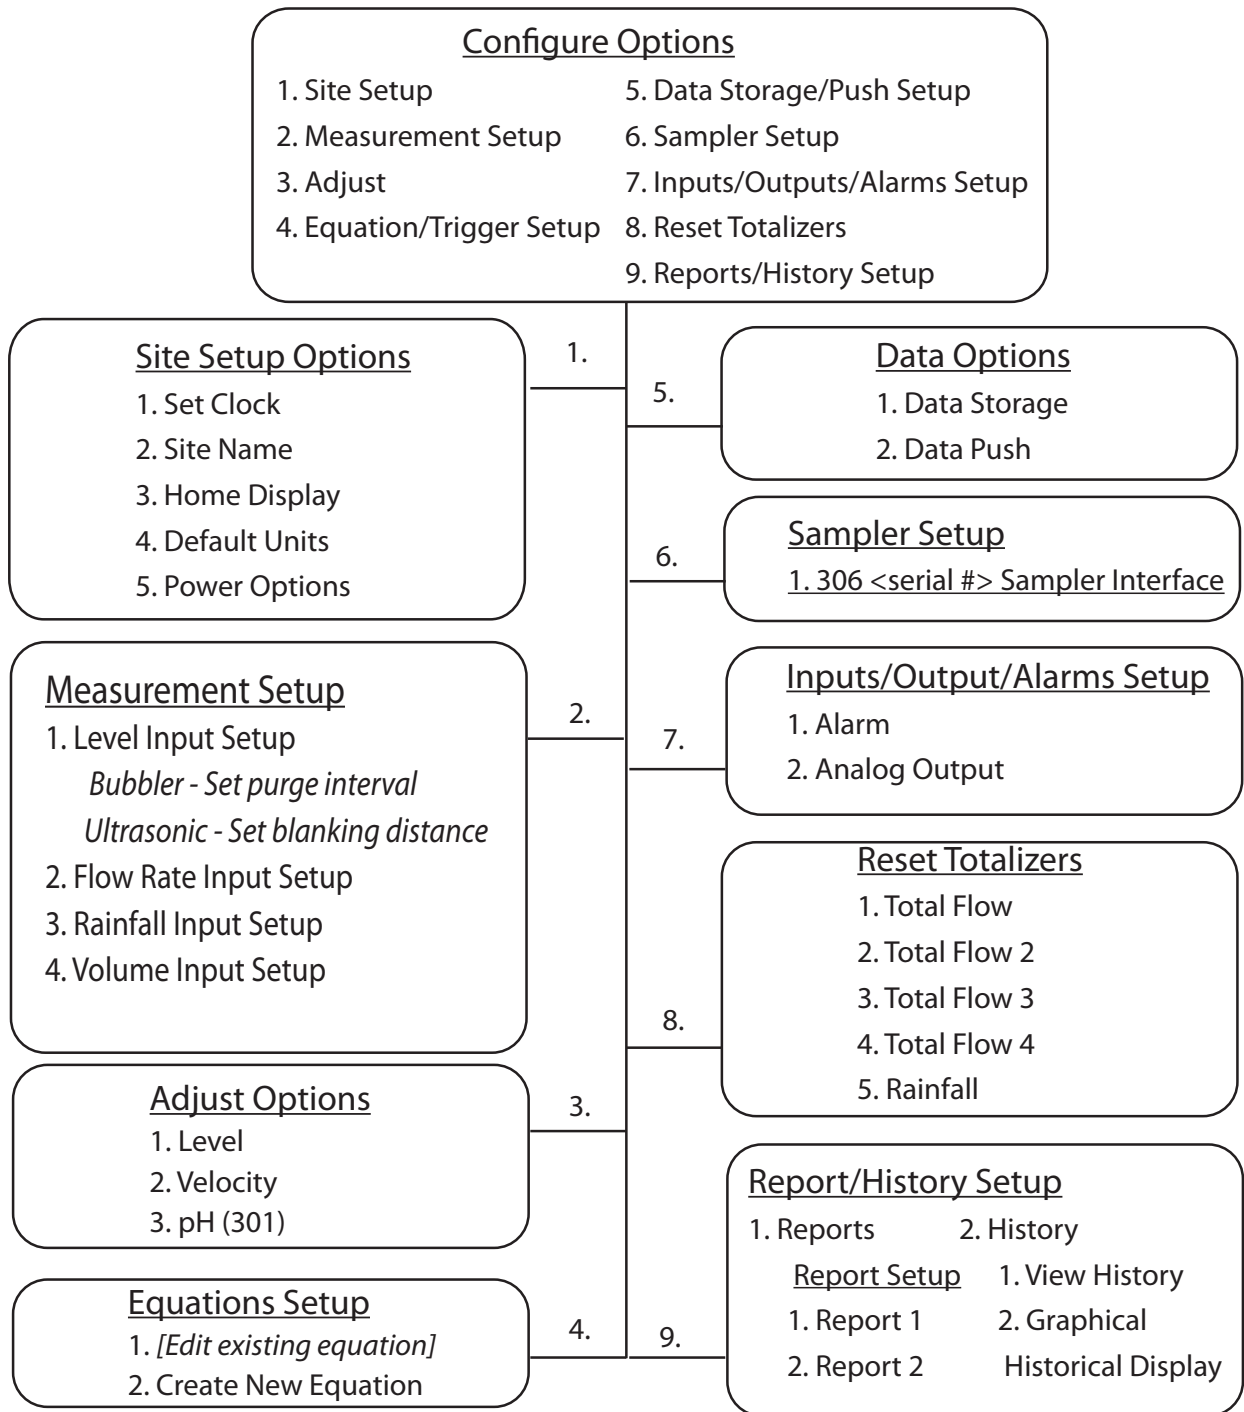 Configure Options
1. Site Setup
2. Measurement Setup
3. Adjust
4. Equation/Trigger Setup
5. Data Storage/Push Setup
6. Sampler Setup
7. Inputs/Outputs/Alarms Setup
8. Reset Totalizers
9. Reports/History Setup
1.
Site Setup Options
1. Set Clock
2. Site Name
3. Home Display
4. Default Units
5. Power Options
2.
Measurement Setup
1. Level Input Setup
Bubbler - Set purge interval
Ultrasonic - Set blanking distance
2. Flow Rate Input Setup
3. Rainfall Input Setup
4. Volume Input Setup
3.
Adjust Options
1. Level
2. Velocity
3. pH (301)
4.
Equations Setup
1. [Edit existing equation]
2. Create New Equation
5.
Data Options
1. Data Storage
2. Data Push
6.
Sampler Setup
1. 306 <serial #> Sampler Interface
7.
Inputs/Output/Alarms Setup
1. Alarm
2. Analog Output
8.
Reset Totalizers
1. Total Flow
2. Total Flow 2
3. Total Flow 3
4. Total Flow 4
5. Rainfall
9.
Report/History Setup
1. Reports
Report Setup
1. Report 1
2. Report 2
2. History
1. View History
2. Graphical
Historical Display